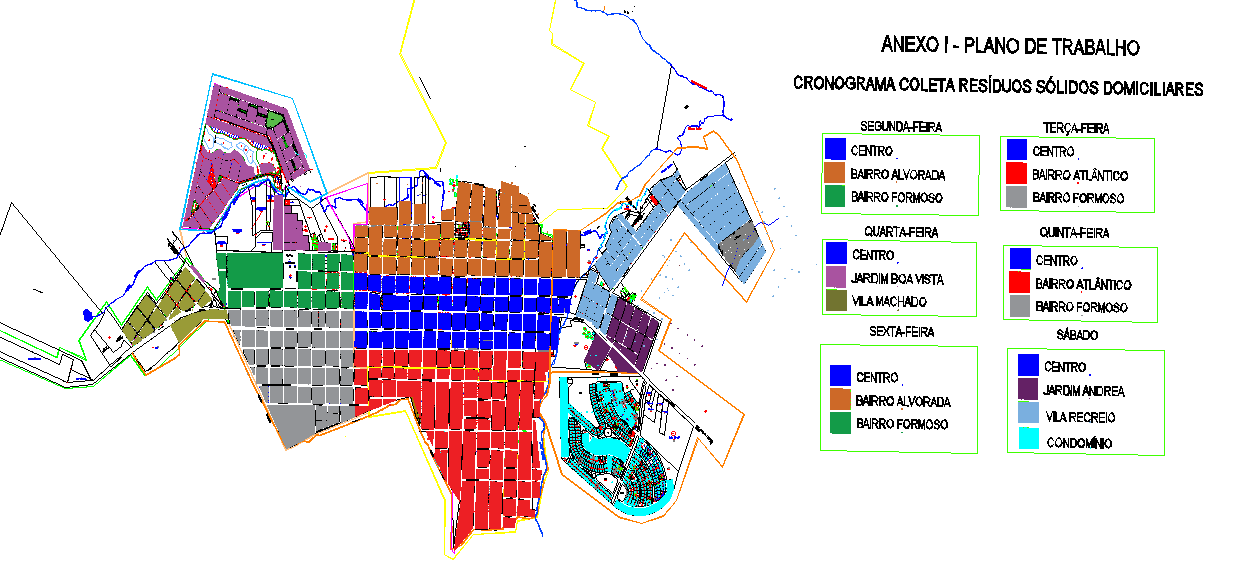 ANEXO I - PLANO DE TRABALHO
CRONOGRAMA COLETA RESÍDUOS SÓLIDOS DOMICILIARES
SEGUNDA-FEIRA
CENTRO
BAIRRO ALVORADA
BAIRRO FORMOSO
TERÇA-FEIRA
CENTRO
BAIRRO ATLÂNTICO
BAIRRO FORMOSO
QUARTA-FEIRA
CENTRO
JARDIM BOA VISTA
VILA MACHADO
QUINTA-FEIRA
CENTRO
BAIRRO ATLÂNTICO
BAIRRO FORMOSO
SEXTA-FEIRA
CENTRO
BAIRRO ALVORADA
BAIRRO FORMOSO
SÁBADO
CENTRO
JARDIM ANDREA
VILA RECREIO
CONDOMÍNIO